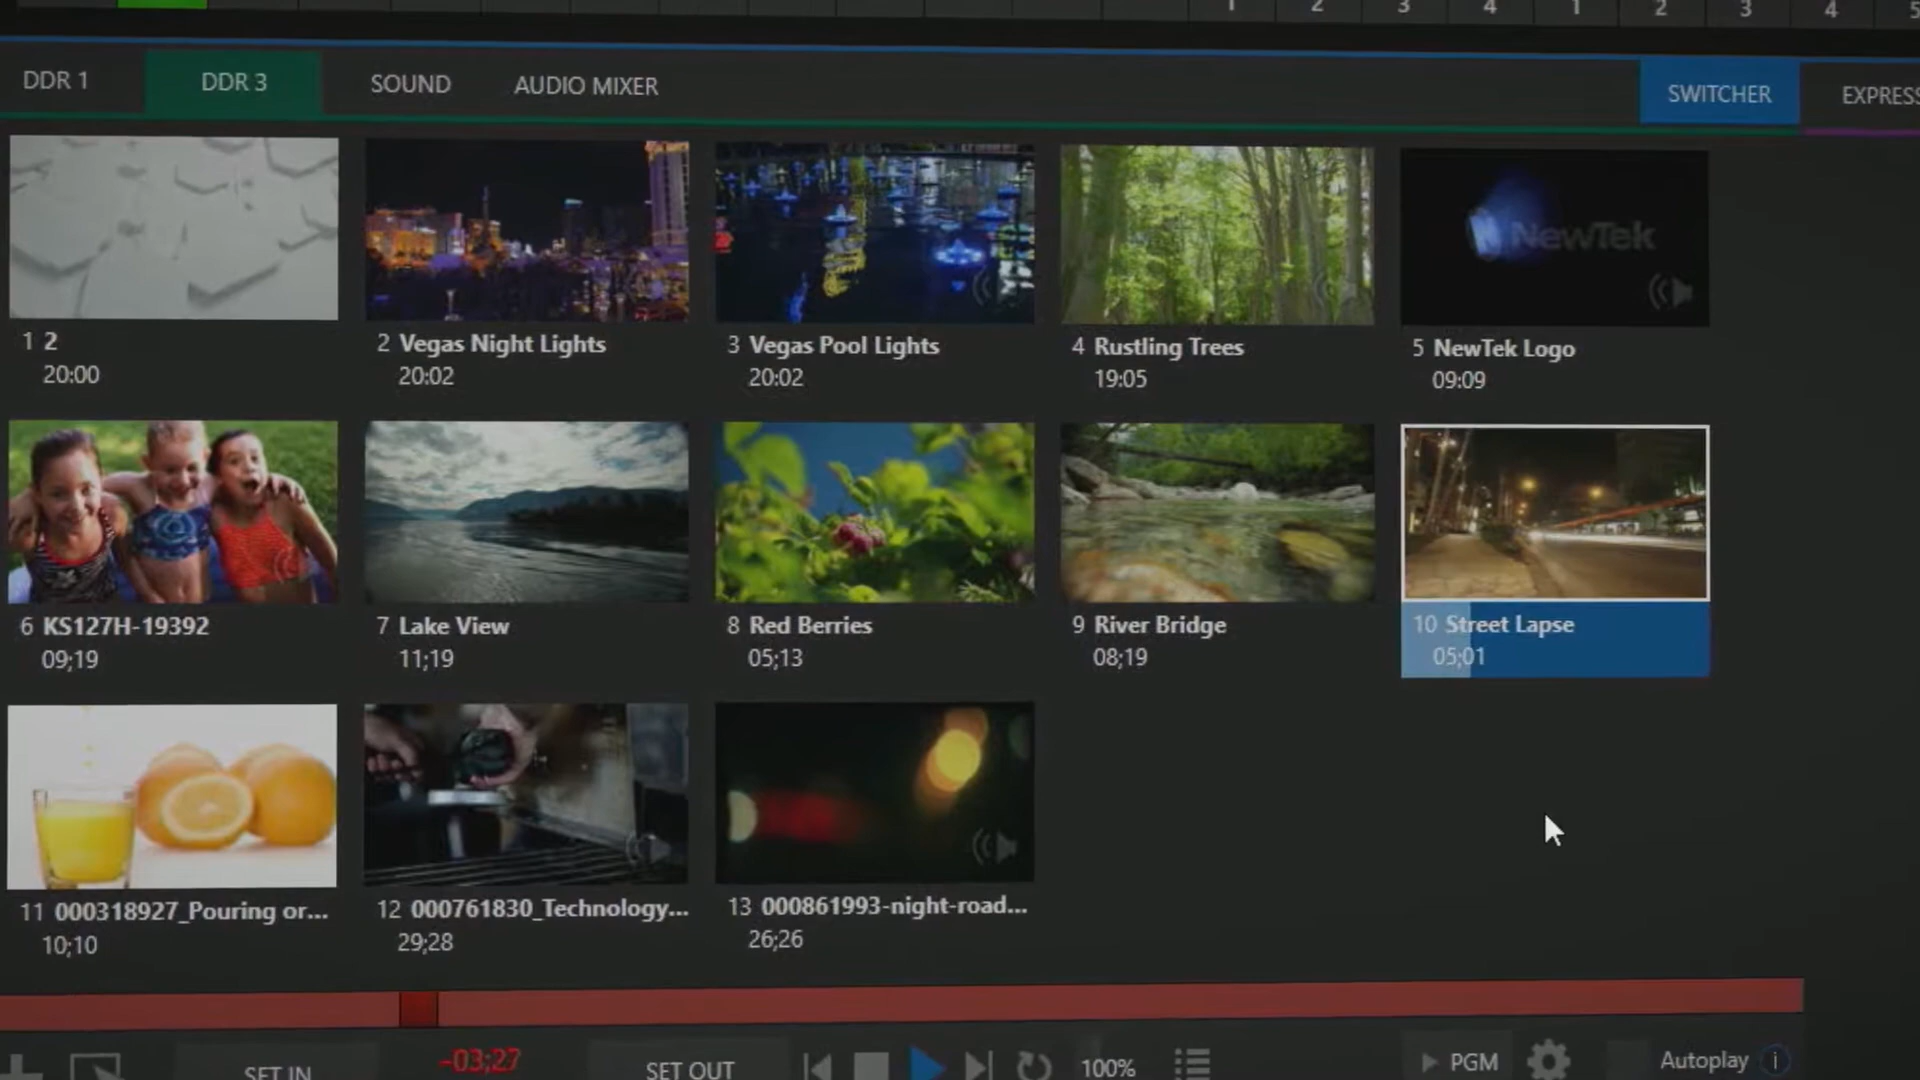 1 2 3 4 1 2 3 4 5
DDR 1 DDR 3 SOUND AUDIO MIXER SWITCHER EXPRESS
NewTek
1 2
20:00
2 Vegas Night Lights
20:02
3 Vegas Pool Lights
20:02
4 Rustling Trees
19:05
5 NewTek Logo
09:09
6 KS127H-19392
09;19
7 Lake View
11;19
8 Red Berries
05;13
9 River Bridge
08;19
10 Street Lapse
05;01
11 000318927_Pouring or...
10;10
12 000761830_Technology...
29;28
13 000861993-night-road...
26;26
SET IN -03;27 SET OUT 100% PGM Autoplay i